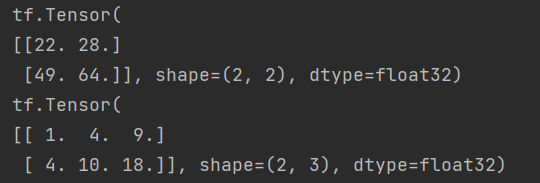 tf.Tensor(
[[22. 28.]
 [49. 64.]], shape=(2, 2), dtype=float32)
tf.Tensor(
[[ 1.  4.  9.]
 [ 4. 10. 18.]], shape=(2, 3), dtype=float32)